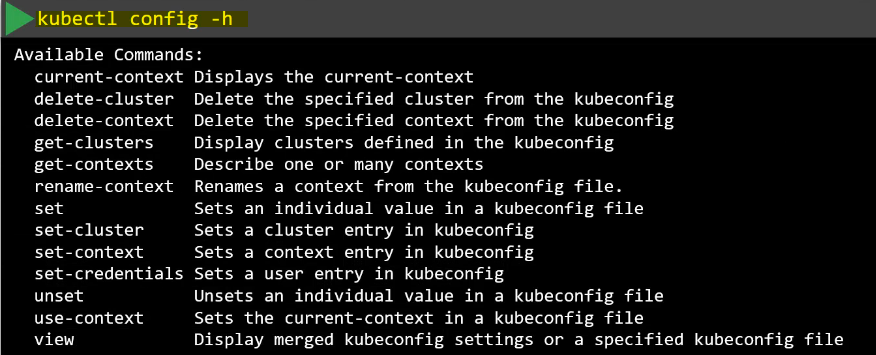 kubectl config -h
Available Commands:
current-context Displays the current-context
delete-cluster Delete the specified cluster from the kubeconfig
delete-context Delete the specified context from the kubeconfig
get-clusters Display clusters defined in the kubeconfig
get-contexts Describe one or many contexts
rename-context Renames a context from the kubeconfig file.
set Sets an individual value in a kubeconfig file
set-cluster Sets a cluster entry in kubeconfig
set-context Sets a context entry in kubeconfig
set-credentials Sets a user entry in kubeconfig
unset Unsets an individual value in a kubeconfig file
use-context Sets the current-context in a kubeconfig file
view Display merged kubeconfig settings or a specified kubeconfig file